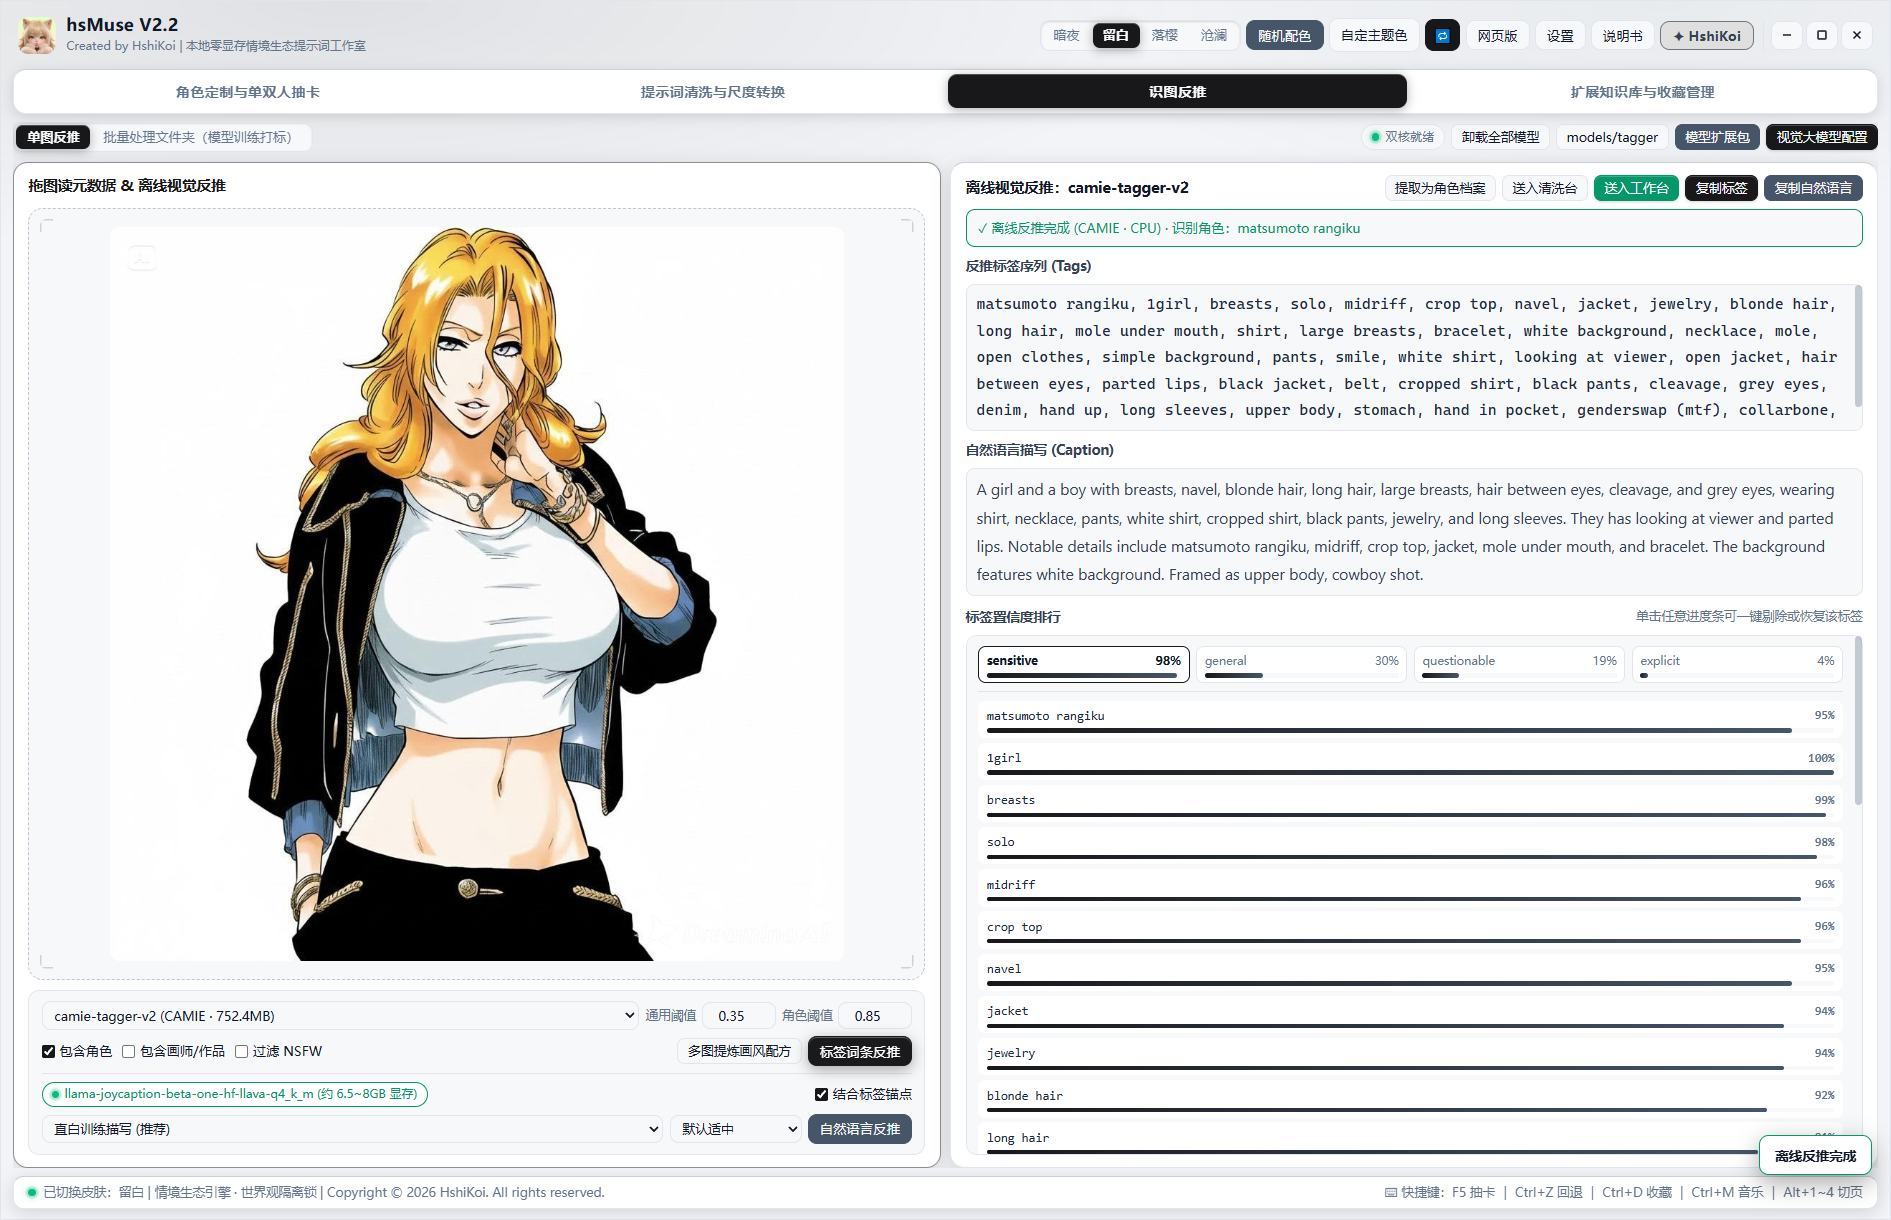 hsMuse V2.2
Created by HshiKoi | 本地零显存情境生态提示词工作室
暗夜 留白 落樱 沧澜 随机配色 自定主题色 网页版 设置 说明书 ✦ HshiKoi
角色定制与单双人抽卡 提示词清洗与尺度转换 识图反推 扩展知识库与收藏管理
单图反推 批量处理文件夹（模型训练打标） 双核就绪 卸载全部模型 models/tagger 模型扩展包 视觉大模型配置
拖图读元数据 & 离线视觉反推
camie-tagger-v2 (CAMIE · 752.4MB) 通用阈值 0.35 角色阈值 0.85
包含角色 包含画师/作品 过滤 NSFW 多图提炼画风配方 标签词条反推
llama-joycaption-beta-one-hf-llava-q4_k_m (约 6.5~8GB 显存) 结合标签锚点
直白训练描写 (推荐) 默认适中 自然语言反推
离线视觉反推：camie-tagger-v2 提取为角色档案 送入清洗台 送入工作台 复制标签 复制自然语言
✓ 离线反推完成 (CAMIE · CPU) · 识别角色：matsumoto rangiku
反推标签序列 (Tags)
matsumoto rangiku, 1girl, breasts, solo, midriff, crop top, navel, jacket, jewelry, blonde hair,
long hair, mole under mouth, shirt, large breasts, bracelet, white background, necklace, mole,
open clothes, simple background, pants, smile, white shirt, looking at viewer, open jacket, hair
between eyes, parted lips, black jacket, belt, cropped shirt, black pants, cleavage, grey eyes,
denim, hand up, long sleeves, upper body, stomach, hand in pocket, genderswap (mtf), collarbone,
自然语言描写 (Caption)
A girl and a boy with breasts, navel, blonde hair, long hair, large breasts, hair between eyes, cleavage, and grey eyes, wearing
shirt, necklace, pants, white shirt, cropped shirt, black pants, jewelry, and long sleeves. They has looking at viewer and parted
lips. Notable details include matsumoto rangiku, midriff, crop top, jacket, mole under mouth, and bracelet. The background
features white background. Framed as upper body, cowboy shot.
标签置信度排行 单击任意进度条可一键剔除或恢复该标签
sensitive 98% general 30% questionable 19% explicit 4%
matsumoto rangiku 95%
1girl 100%
breasts 99%
solo 98%
midriff 96%
crop top 96%
navel 95%
jacket 94%
jewelry 94%
blonde hair 92%
long hair
离线反推完成
已切换皮肤：留白 | 情境生态引擎 · 世界观隔离锁 | Copyright © 2026 HshiKoi. All rights reserved.
快捷键：F5 抽卡 | Ctrl+Z 回退 | Ctrl+D 收藏 | Ctrl+M 音乐 | Alt+1~4 切页